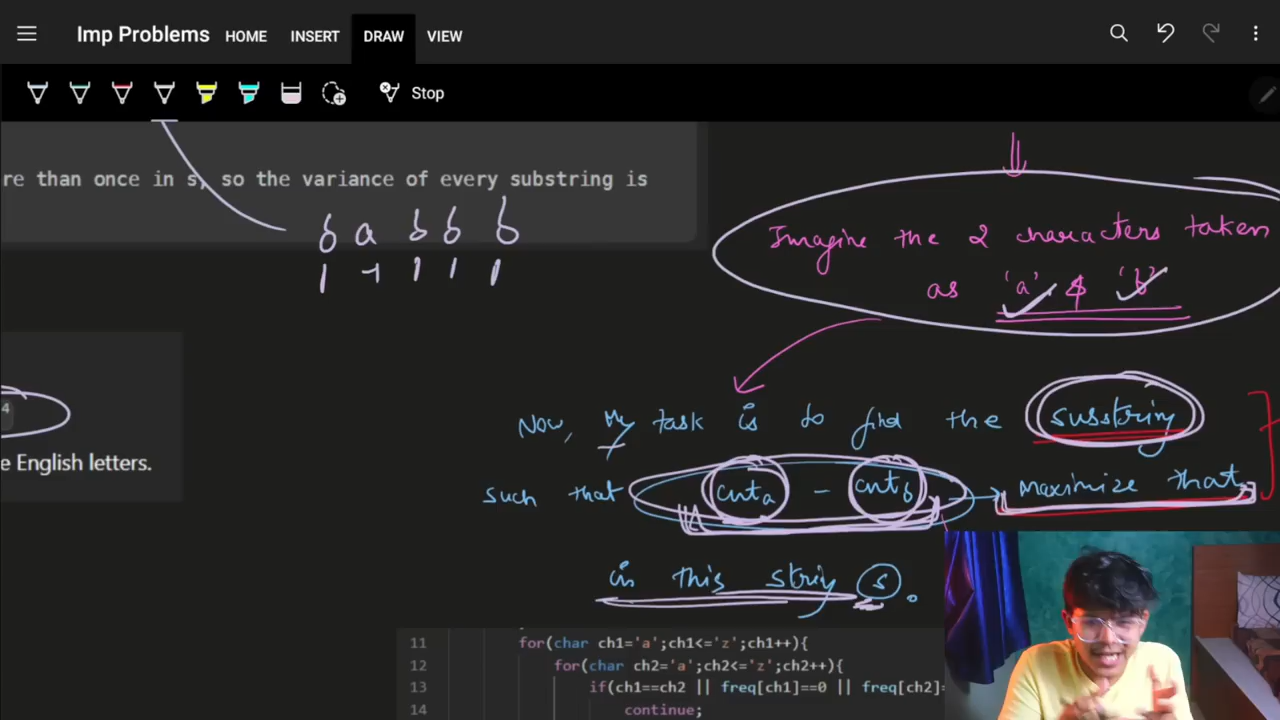 Imp Problems HOME INSERT DRAW VIEW
Stop
re than once in s, so the variance of every substring is
b a b b b
1 -1 1 1 1
Imagine the 2 characters taken
as 'a' & 'b'
4
e English letters.
Now, My task is to find the susstring
such that cnta - cntb → maximize that
in this string s.
11 for(char ch1='a';ch1<='z';ch1++){
12 for(char ch2='a';ch2<='z';ch2++){
13 if(ch1==ch2 || freq[ch1]==0 || freq[ch2]=
14 continue;